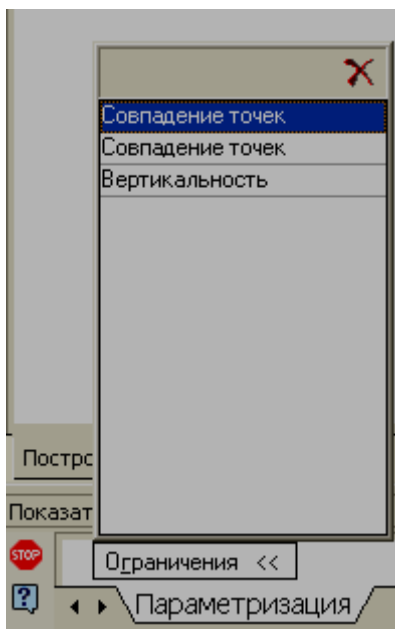 Совпадение точек
Совпадение точек
Вертикальность
Постро
Показат
STOP
Ограничения <<
?
Параметризация